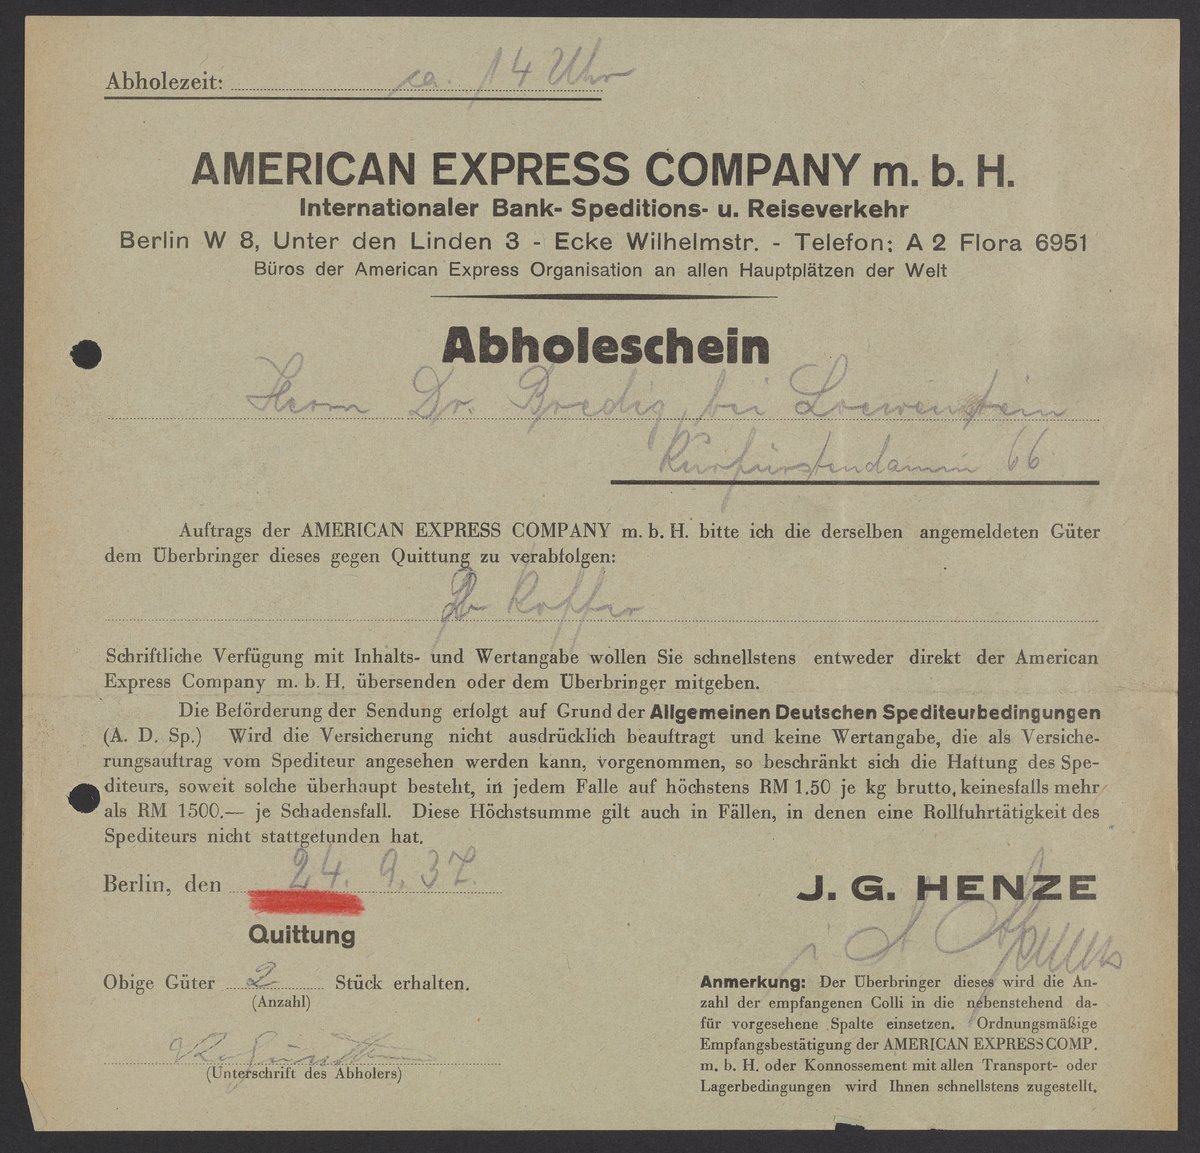 Abholezeit: ca. 14 Uhr
AMERICAN EXPRESS COMPANY m. b. H.
Internationaler Bank- Speditions- u. Reiseverkehr
Berlin W 8, Unter den Linden 3 - Ecke Wilhelmstr. - Telefon: A 2 Flora 6951
Büros der American Express Organisation an allen Hauptplätzen der Welt
Abholeschein
Herrn Dr. Bredig, bei Loewenstein
Kurfürstendamm 66
Auftrags der AMERICAN EXPRESS COMPANY m. b. H. bitte ich die derselben angemeldeten Güter
dem Überbringer dieses gegen Quittung zu verabfolgen:
Koffer
Schriftliche Verfügung mit Inhalts- und Wertangabe wollen Sie schnellstens entweder direkt der American
Express Company m. b. H. übersenden oder dem Überbringer mitgeben.
Die Beförderung der Sendung erfolgt auf Grund der Allgemeinen Deutschen Spediteurbedingungen
(A. D. Sp.) Wird die Versicherung nicht ausdrücklich beauftragt und keine Wertangabe, die als Versiche-
rungsauftrag vom Spediteur angesehen werden kann, vorgenommen, so beschränkt sich die Haftung des Spe-
diteurs, soweit solche überhaupt besteht, in jedem Falle auf höchstens RM 1.50 je kg brutto, keinesfalls mehr
als RM 1500.— je Schadensfall. Diese Höchstsumme gilt auch in Fällen, in denen eine Rollfuhrtätigkeit des
Spediteurs nicht stattgefunden hat.
Berlin, den 24. 9. 37.
J. G. HENZE
Quittung
Obige Güter 2 Stück erhalten.
(Anzahl)
(Unterschrift des Abholers)
Anmerkung: Der Überbringer dieses wird die An-
zahl der empfangenen Colli in die nebenstehend da-
für vorgesehene Spalte einsetzen. Ordnungsmäßige
Empfangsbestätigung der AMERICAN EXPRESS COMP.
m. b. H. oder Konnossement mit allen Transport- oder
Lagerbedingungen wird Ihnen schnellstens zugestellt.